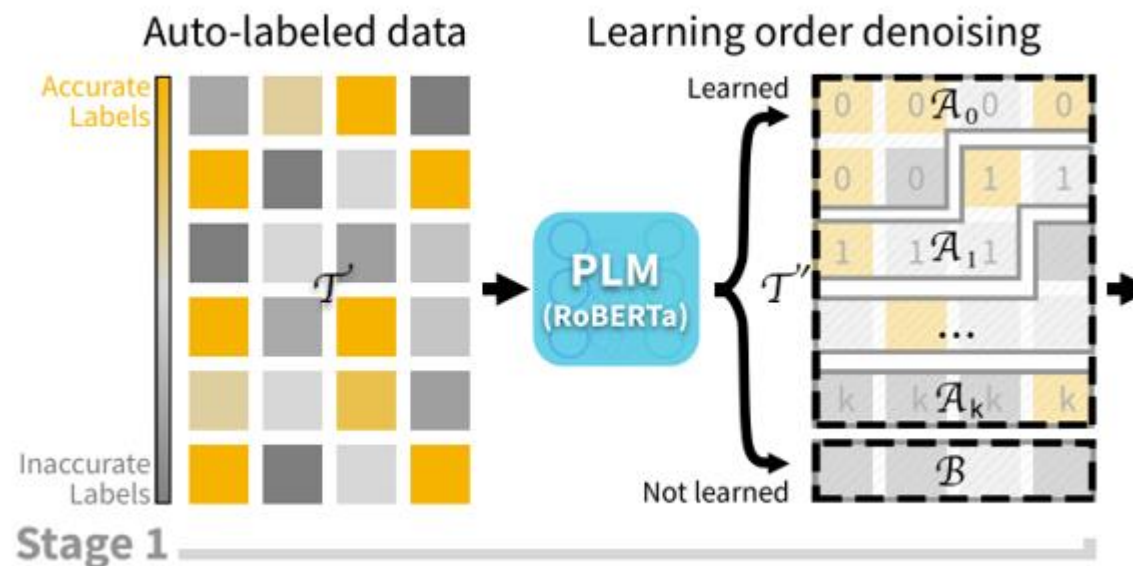 Auto-labeled data
Learning order denoising
Accurate
Labels
Inaccurate
Labels
𝒯
PLM
(RoBERTa)
Learned
𝒯″
Not learned
0 0 𝒜₀ 0 0
0 0 1 1
1 1 𝒜₁ 1
...
k k 𝒜ₖ k k
ℬ
Stage 1